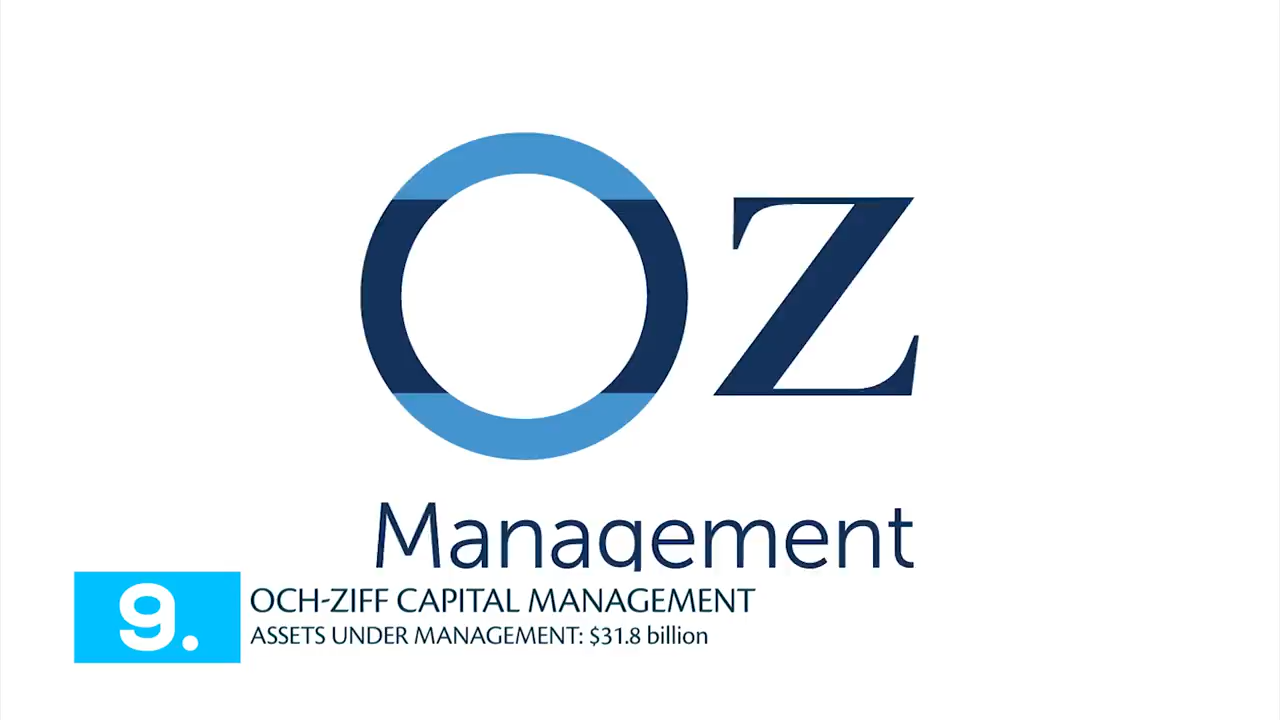 Oz
Management
9.
OCH-ZIFF CAPITAL MANAGEMENT
ASSETS UNDER MANAGEMENT: $31.8 billion